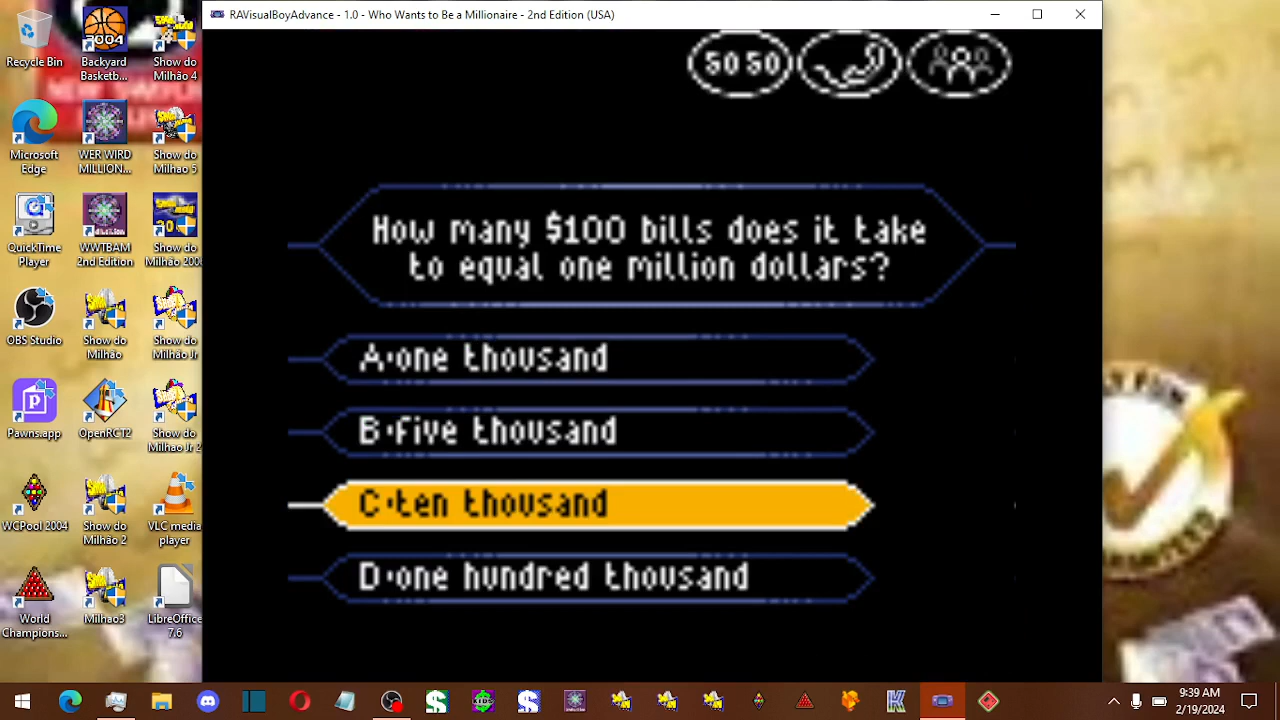 RAVisualBoyAdvance - 1.0 - Who Wants to Be a Millionaire - 2nd Edition (USA)
Recycle Bin
Backyard
Basketb...
Show do
Milhão 4
Microsoft
Edge
WER WIRD
MILLION...
Show do
Milhao 5
QuickTime
Player
WWTBAM
2nd Edition
Show do
Milhão 200
OBS Studio
Show do
Milhão
Show do
Milhão Jr
Pawns.app
OpenRCT2
Show do
Milhao Jr 2
WCPool 2004
Show do
Milhão 2
VLC media
player
World
Champions...
Milhao3
LibreOffice
7.6
50 50
How many $100 bills does it take
to equal one million dollars?
A•one thousand
B•five thousand
C•ten thousand
D•one hundred thousand
9:39 AM
2/19/2024